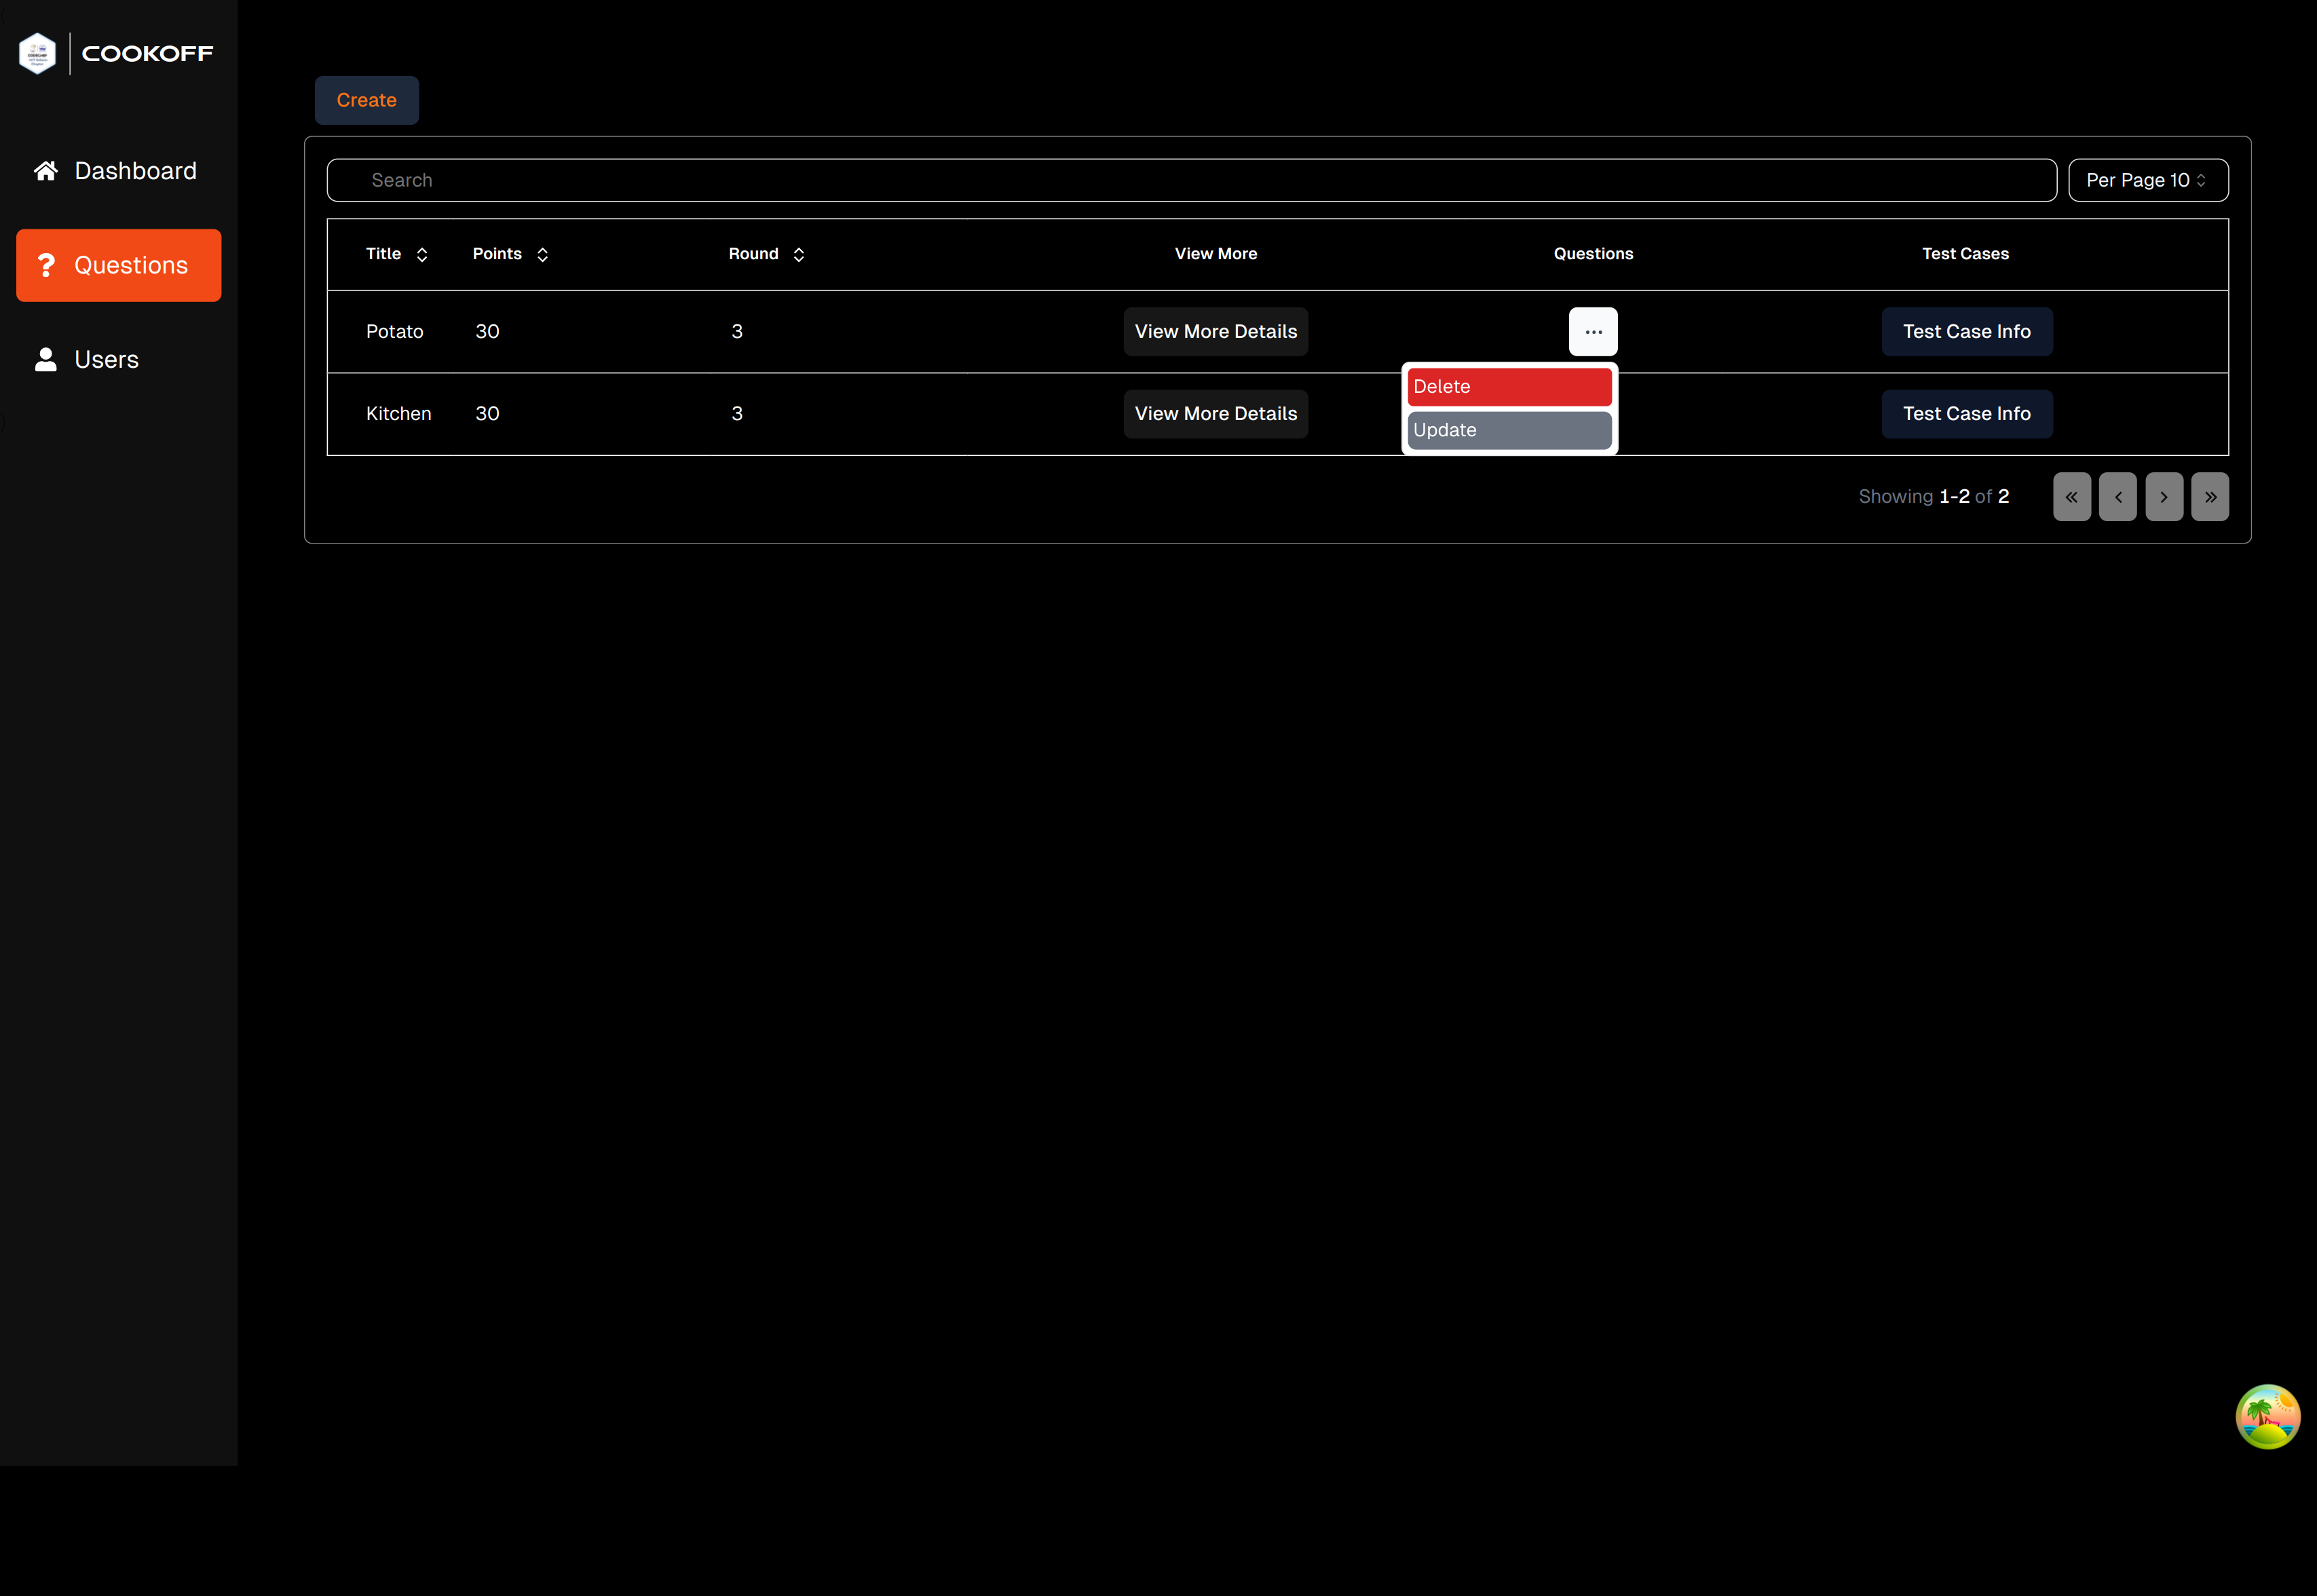 COOKOFF
Dashboard
Questions
Users
Create
Search
Per Page 10
Title Points Round View More Questions Test Cases
Potato 30 3 View More Details ... Test Case Info
Delete
Kitchen 30 3 View More Details Test Case Info
Update
Showing 1-2 of 2